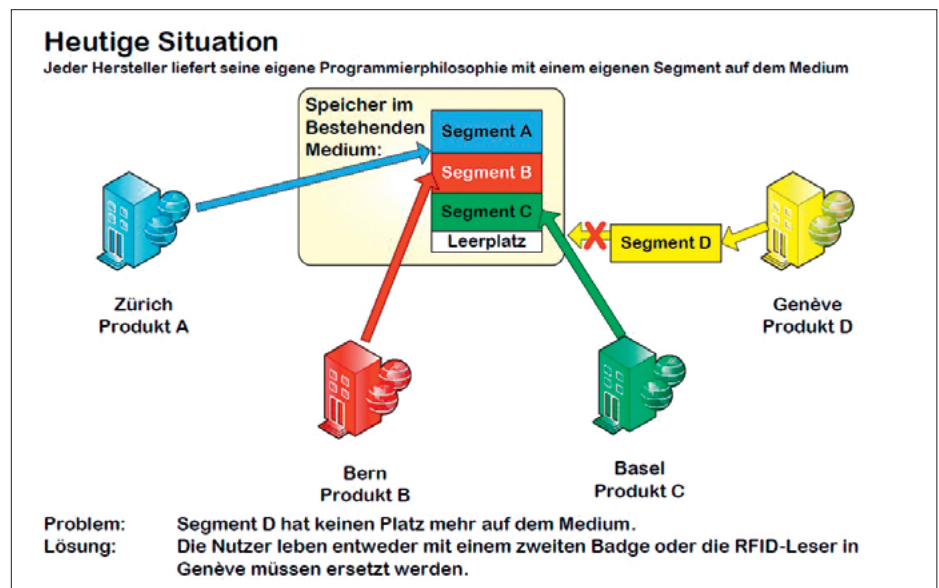 Heutige Situation
Jeder Hersteller liefert seine eigene Programmierphilosophie mit einem eigenen Segment auf dem Medium
Speicher im
Bestehenden
Medium:
Segment A
Segment B
Segment C
Leerplatz
Segment D
Zürich
Produkt A
Genève
Produkt D
Bern
Produkt B
Basel
Produkt C
Problem: Segment D hat keinen Platz mehr auf dem Medium.
Lösung: Die Nutzer leben entweder mit einem zweiten Badge oder die RFID-Leser in
Genève müssen ersetzt werden.